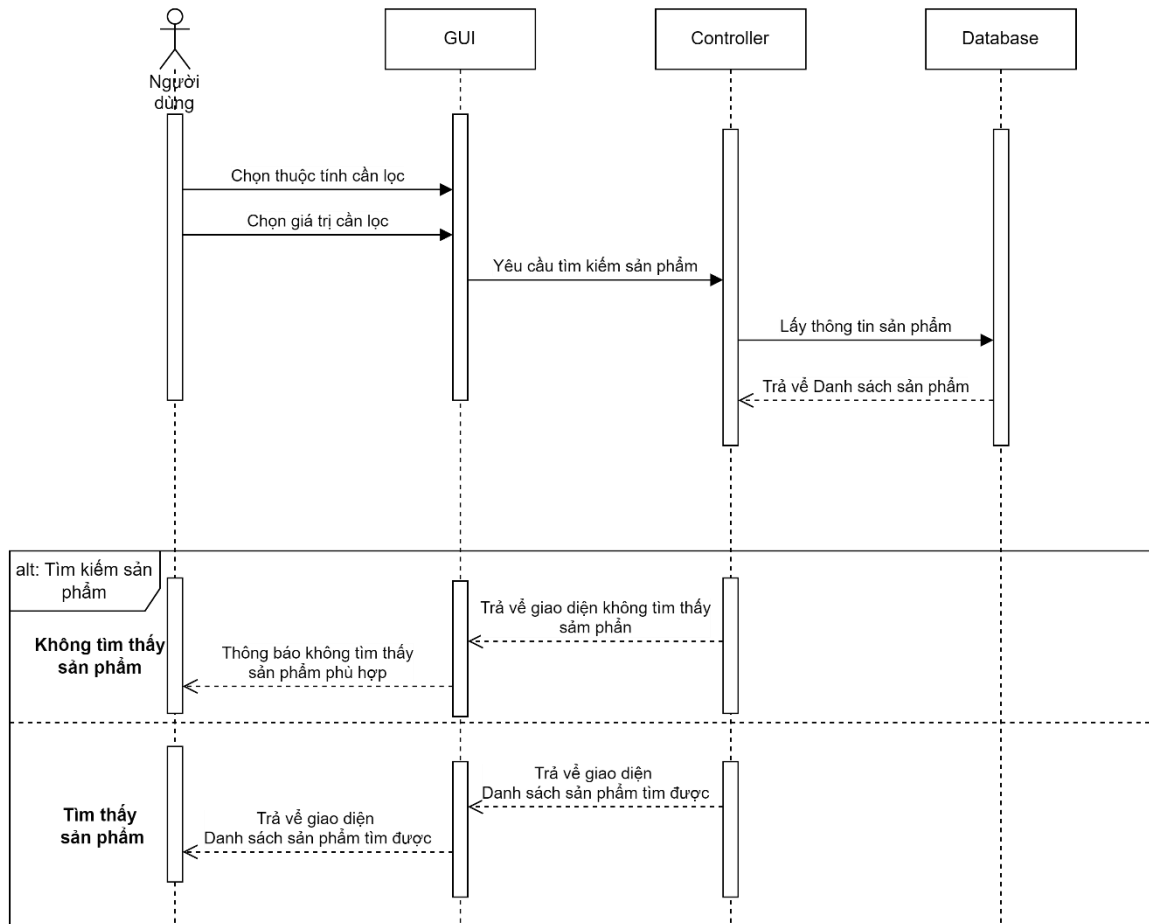 GUI
Controller
Database
Người
dùng
Chọn thuộc tính cần lọc
Chọn giá trị cần lọc
Yêu cầu tìm kiếm sản phẩm
Lấy thông tin sản phẩm
Trả vể Danh sách sản phẩm
alt: Tìm kiếm sản
phẩm
Không tìm thấy
sản phẩm
Trả vể giao diện không tìm thấy
sảm phẩn
Thông báo không tìm thấy
sản phẩm phù hợp
Tìm thấy
sản phẩm
Trả vể giao diện
Danh sách sản phẩm tìm được
Trả vể giao diện
Danh sách sản phẩm tìm được